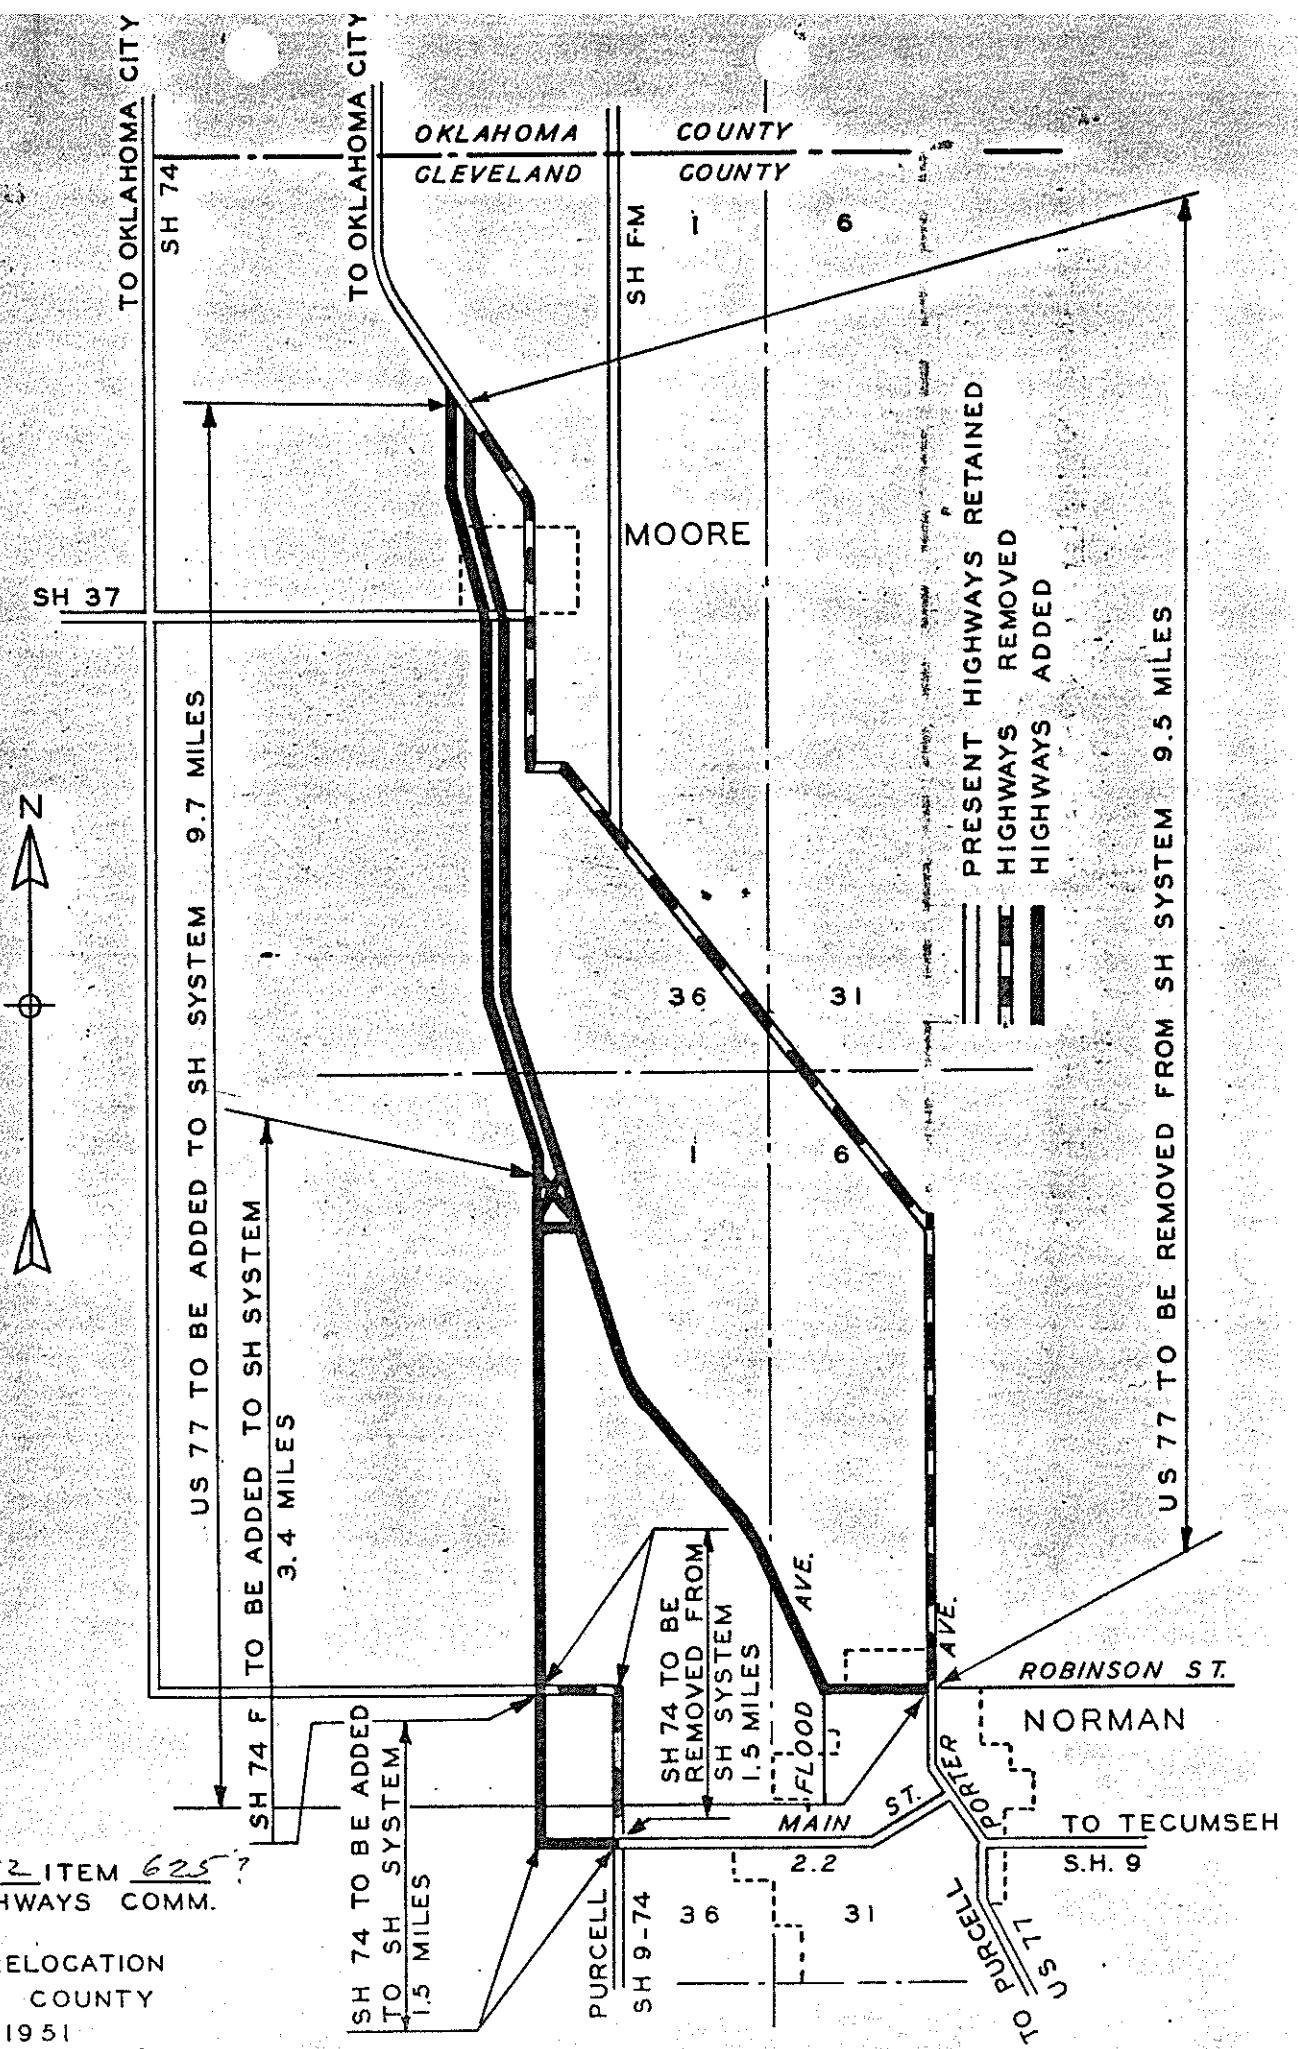 TO OKLAHOMA CITY
SH 74
TO OKLAHOMA CITY
OKLAHOMA COUNTY
CLEVELAND COUNTY
SH F-M
1
6
MOORE
SH 37
N
PRESENT HIGHWAYS RETAINED
HIGHWAYS REMOVED
HIGHWAYS ADDED
US 77 TO BE ADDED TO SH SYSTEM 9.7 MILES
US 77 TO BE REMOVED FROM SH SYSTEM 9.5 MILES
36
31
1
6
SH 74 F TO BE ADDED TO SH SYSTEM
3.4 MILES
SH 74 TO BE
REMOVED FROM
SH SYSTEM
1.5 MILES
FLOOD AVE.
PORTER AVE.
ROBINSON ST.
NORMAN
SH 74 TO BE ADDED
TO SH SYSTEM
1.5 MILES
MAIN ST.
2.2
TO TECUMSEH
S.H. 9
PURCELL
SH 9-74
36
31
TO PURCELL
US 77
2 ITEM 625?
HWAYS COMM.
ELOCATION
COUNTY
1951